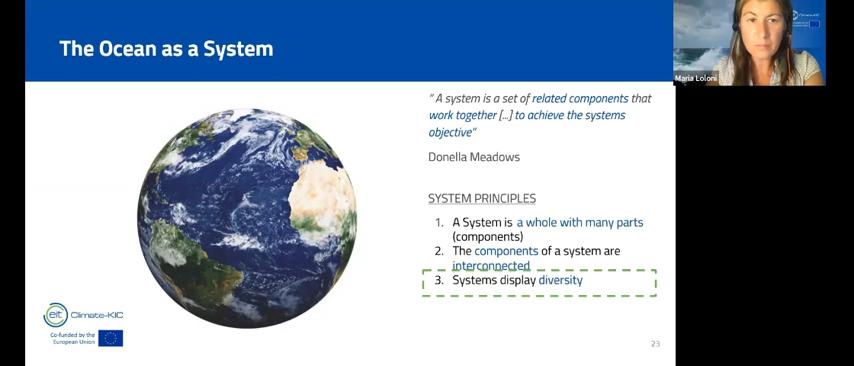 The Ocean as a System
Maria Loloni
" A system is a set of related components that
work together [...] to achieve the systems
objective"
Donella Meadows
SYSTEM PRINCIPLES
1. A System is a whole with many parts
(components)
2. The components of a system are
interconnected
3. Systems display diversity
eit Climate-KIC
Co-funded by the
European Union
23